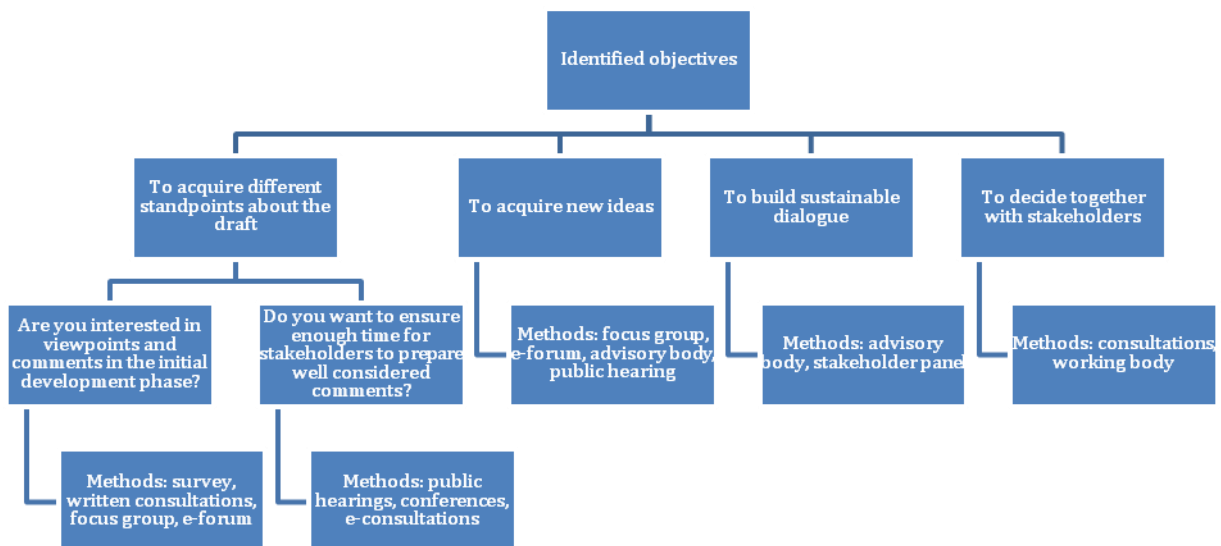 Identified objectives
To acquire different
standpoints about the
draft
To acquire new ideas
To build sustainable
dialogue
To decide together
with stakeholders
Are you interested in
viewpoints and
comments in the initial
development phase?
Do you want to ensure
enough time for
stakeholders to prepare
well considered
comments?
Methods: focus group,
e-forum, advisory body,
public hearing
Methods: advisory
body, stakeholder panel
Methods: consultations,
working body
Methods: survey,
written consultations,
focus group, e-forum
Methods: public
hearings, conferences,
e-consultations